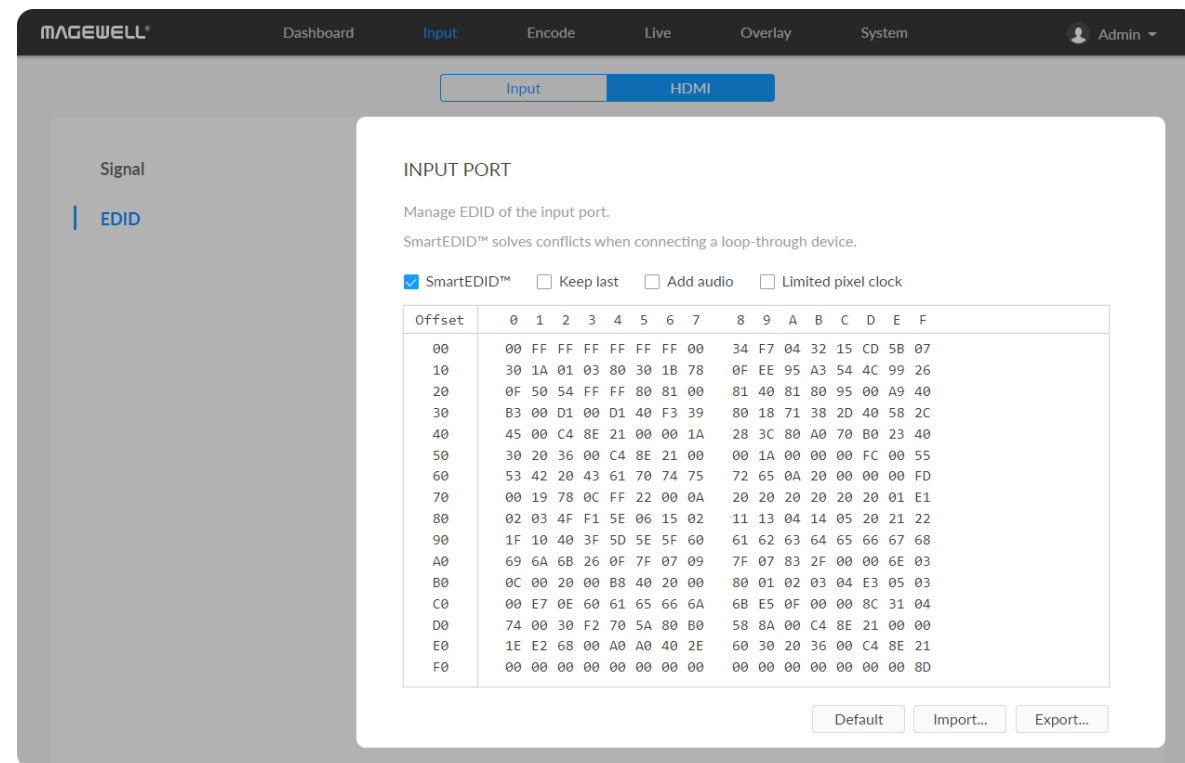 MAGEWELL® Dashboard Input Encode Live Overlay System Admin
Input HDMI
Signal
EDID
INPUT PORT
Manage EDID of the input port.
SmartEDID™ solves conflicts when connecting a loop-through device.
SmartEDID™ Keep last Add audio Limited pixel clock
Offset 0 1 2 3 4 5 6 7 8 9 A B C D E F
00 00 FF FF FF FF FF FF 00 34 F7 04 32 15 CD 5B 07
10 30 1A 01 03 80 30 1B 78 0F EE 95 A3 54 4C 99 26
20 0F 50 54 FF FF 80 81 00 81 40 81 80 95 00 A9 40
30 B3 00 D1 00 D1 40 F3 39 80 18 71 38 2D 40 58 2C
40 45 00 C4 8E 21 00 00 1A 28 3C 80 A0 70 B0 23 40
50 30 20 36 00 C4 8E 21 00 00 1A 00 00 00 FC 00 55
60 53 42 20 43 61 70 74 75 72 65 0A 20 00 00 00 FD
70 00 19 78 0C FF 22 00 0A 20 20 20 20 20 20 01 E1
80 02 03 4F F1 5E 06 15 02 11 13 04 14 05 20 21 22
90 1F 10 40 3F 5D 5E 5F 60 61 62 63 64 65 66 67 68
A0 69 6A 6B 26 0F 7F 07 09 7F 07 83 2F 00 00 6E 03
B0 0C 00 20 00 B8 40 20 00 80 01 02 03 04 E3 05 03
C0 00 E7 0E 60 61 65 66 6A 6B E5 0F 00 00 8C 31 04
D0 74 00 30 F2 70 5A 80 B0 58 8A 00 C4 8E 21 00 00
E0 1E E2 68 00 A0 A0 40 2E 60 30 20 36 00 C4 8E 21
F0 00 00 00 00 00 00 00 00 00 00 00 00 00 00 00 8D
Default Import... Export...